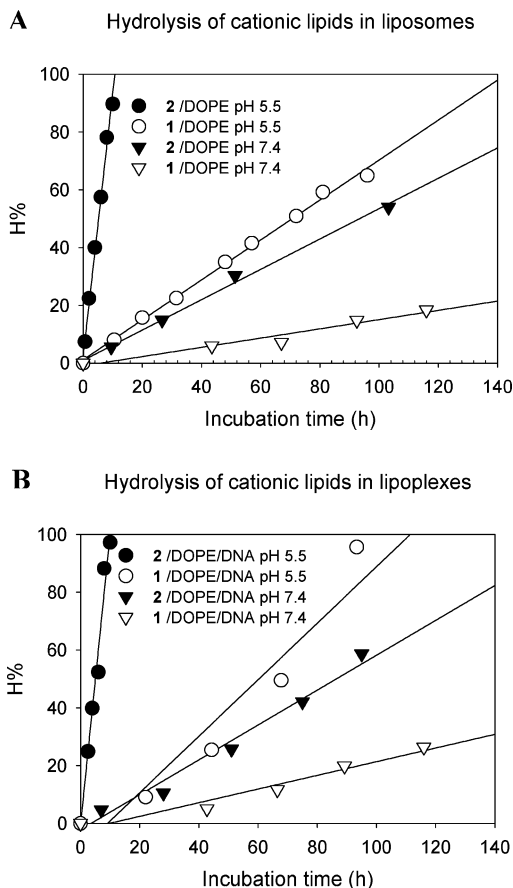 A
Hydrolysis of cationic lipids in liposomes
100
80
60
40
20
0
H%
2 /DOPE pH 5.5
1 /DOPE pH 5.5
2 /DOPE pH 7.4
1 /DOPE pH 7.4
0 20 40 60 80 100 120 140
Incubation time (h)
B
Hydrolysis of cationic lipids in lipoplexes
100
80
60
40
20
0
H%
2 /DOPE/DNA pH 5.5
1 /DOPE/DNA pH 5.5
2 /DOPE/DNA pH 7.4
1 /DOPE/DNA pH 7.4
0 20 40 60 80 100 120 140
Incubation time (h)